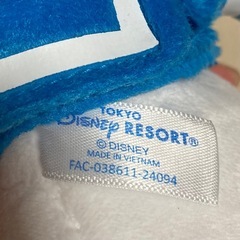 TOKYO
DISNEY RESORT®
© DISNEY
MADE IN VIETNAM
FAC-038611-24094